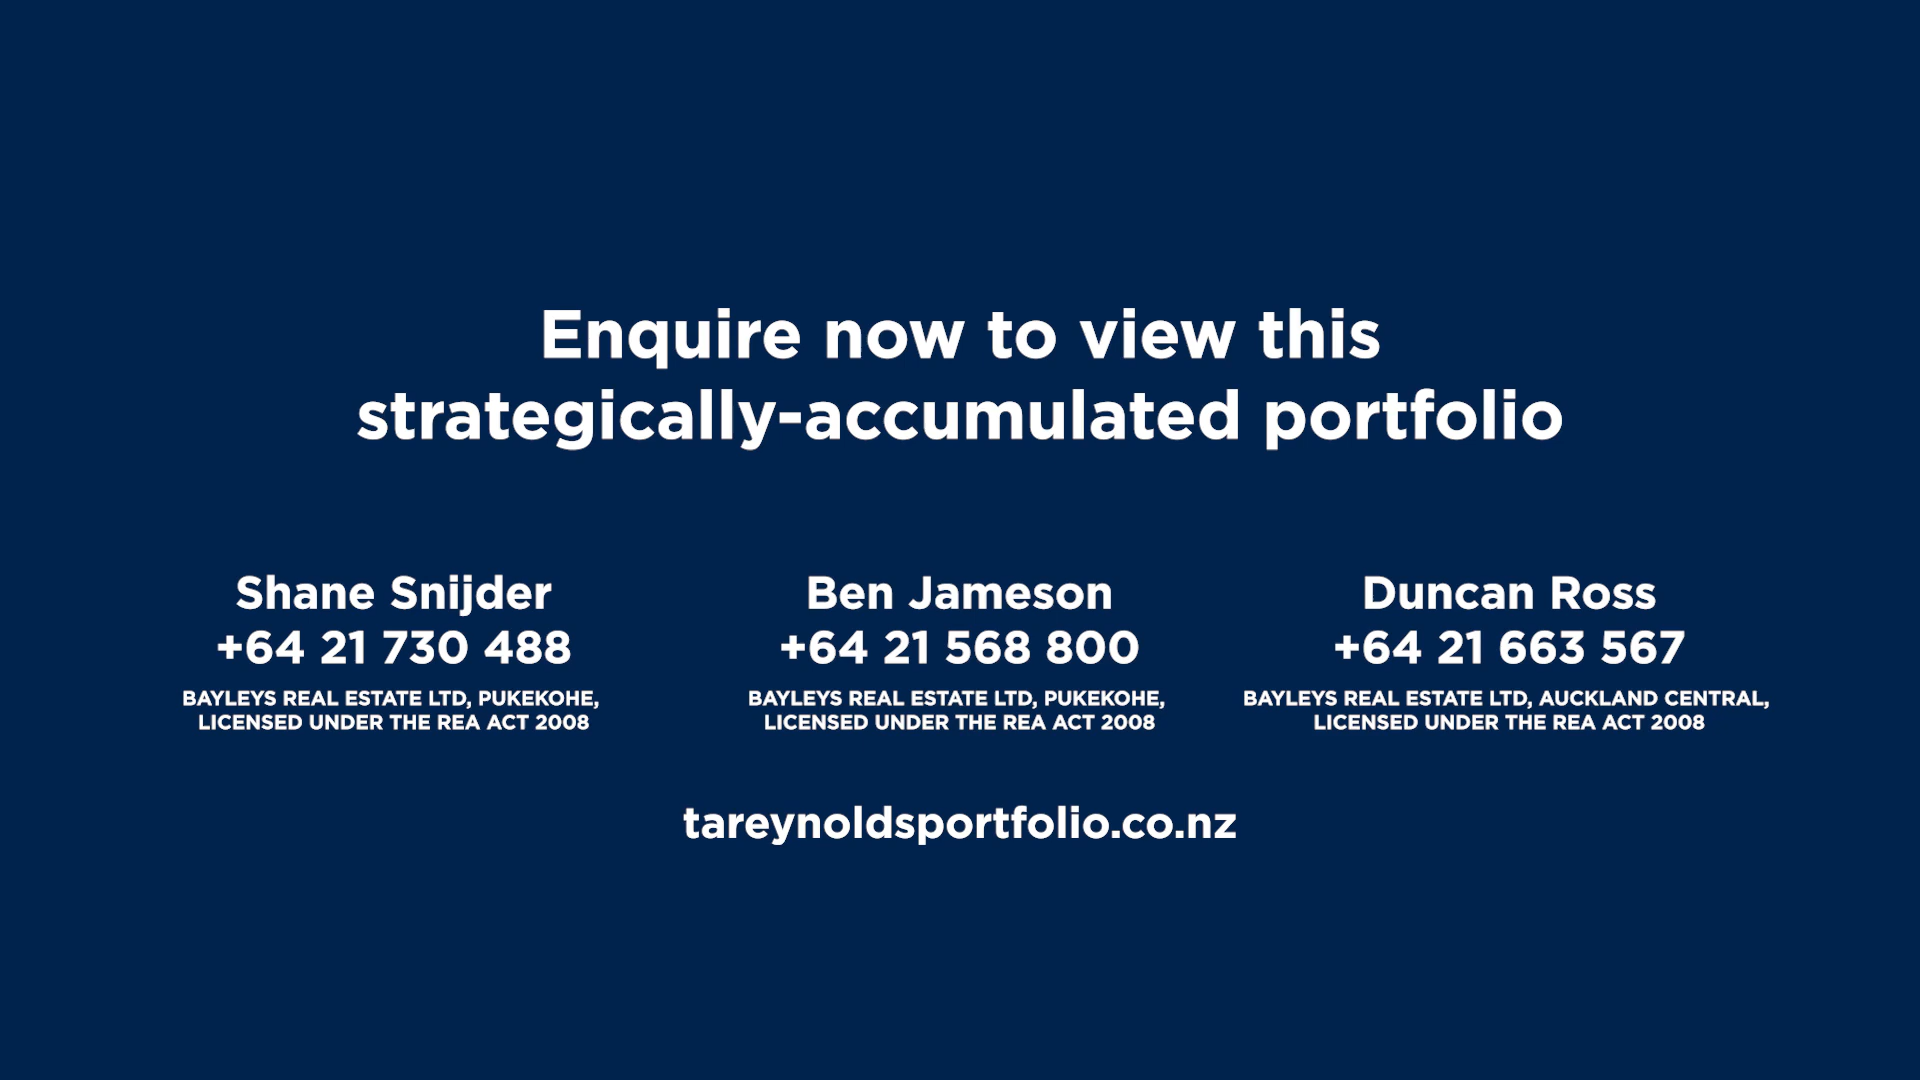 Enquire now to view this
strategically-accumulated portfolio
Shane Snijder
+64 21 730 488
BAYLEYS REAL ESTATE LTD, PUKEKOHE,
LICENSED UNDER THE REA ACT 2008
Ben Jameson
+64 21 568 800
BAYLEYS REAL ESTATE LTD, PUKEKOHE,
LICENSED UNDER THE REA ACT 2008
Duncan Ross
+64 21 663 567
BAYLEYS REAL ESTATE LTD, AUCKLAND CENTRAL,
LICENSED UNDER THE REA ACT 2008
tareynoldsportfolio.co.nz